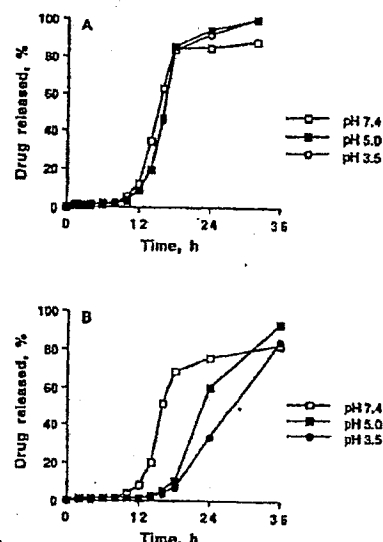 A
100
80
60
40
20
0
Drug released, %
0 12 24 36
Time, h
pH 7.4
pH 5.0
pH 3.5
B
100
80
60
40
20
0
Drug released, %
0 12 24 36
Time, h
pH 7.4
pH 5.0
pH 3.5